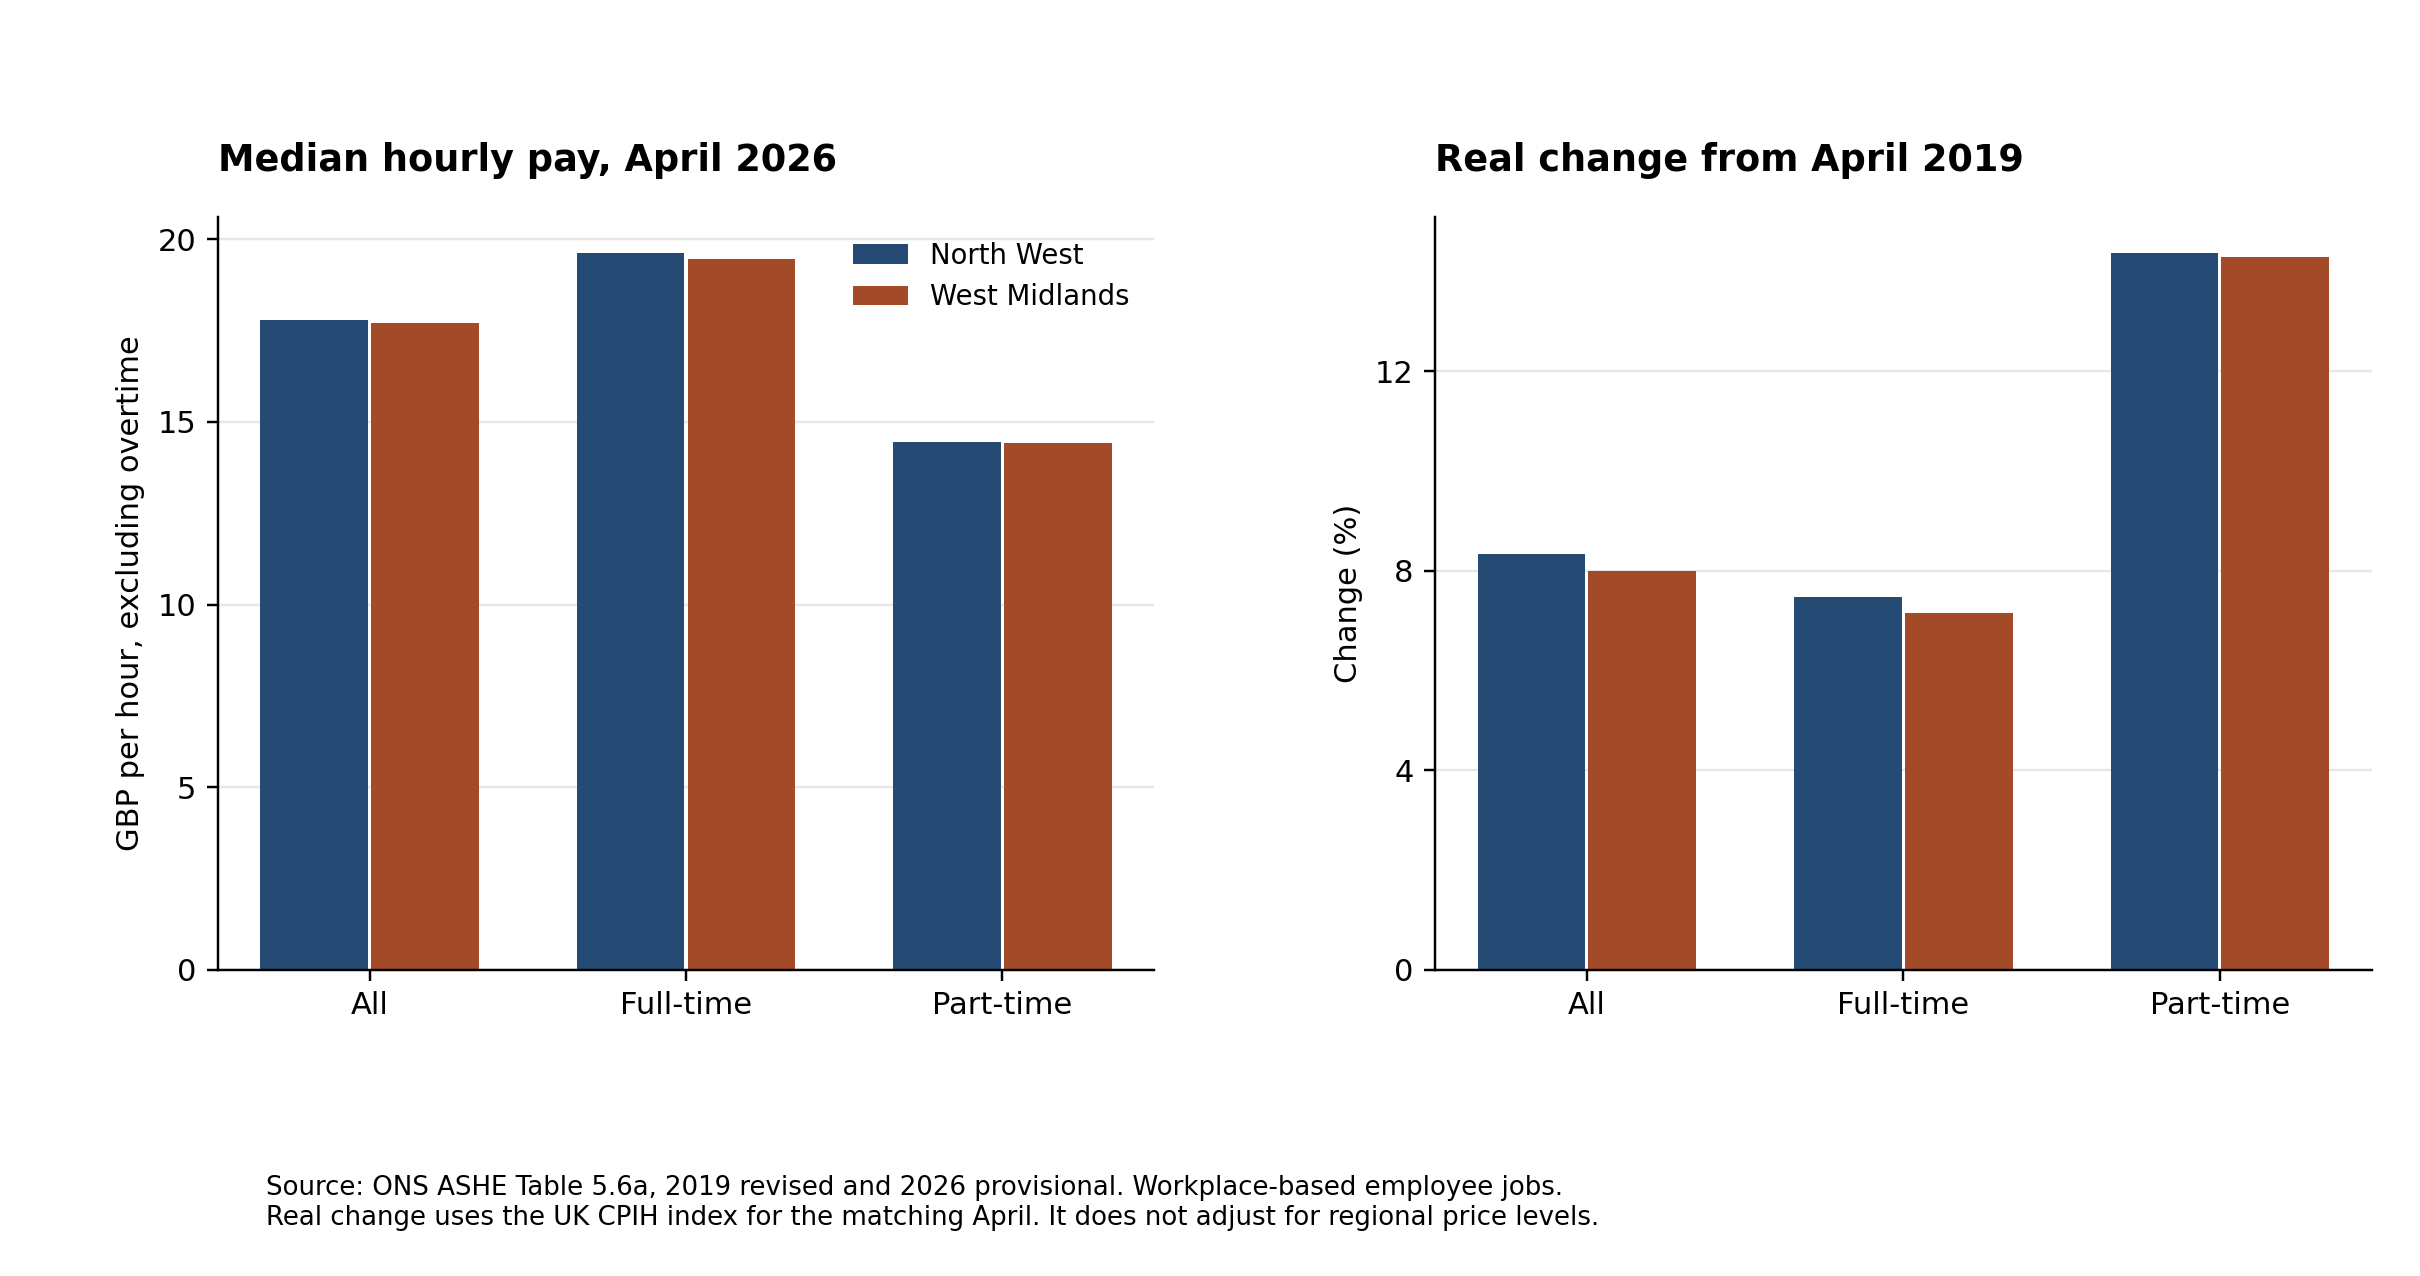 Median hourly pay, April 2026
GBP per hour, excluding overtime
20
15
10
5
0
North West
West Midlands
All
Full-time
Part-time
Real change from April 2019
Change (%)
12
8
4
0
All
Full-time
Part-time
Source: ONS ASHE Table 5.6a, 2019 revised and 2026 provisional. Workplace-based employee jobs.
Real change uses the UK CPIH index for the matching April. It does not adjust for regional price levels.